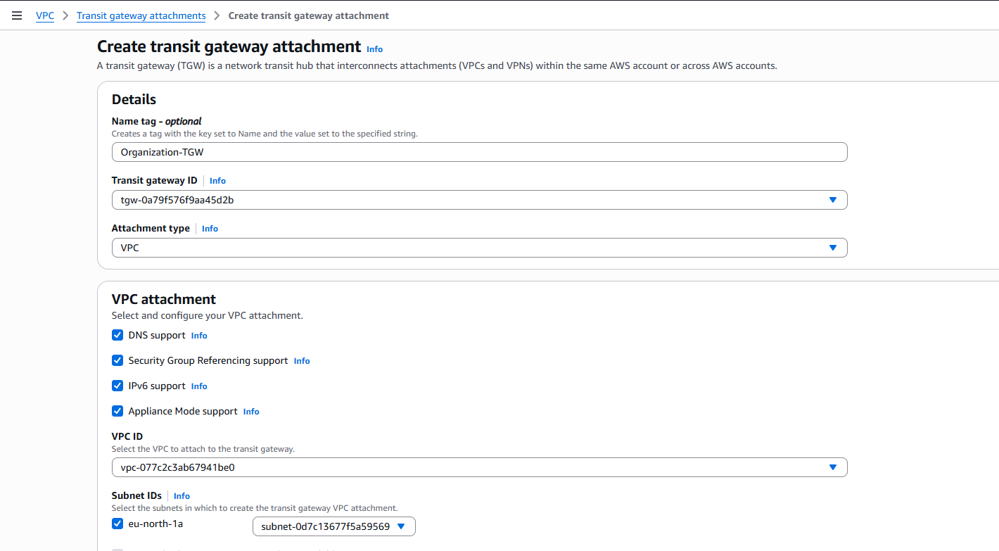 VPC > Transit gateway attachments > Create transit gateway attachment
Create transit gateway attachment Info
A transit gateway (TGW) is a network transit hub that interconnects attachments (VPCs and VPNs) within the same AWS account or across AWS accounts.
Details
Name tag - optional
Creates a tag with the key set to Name and the value set to the specified string.
Organization-TGW
Transit gateway ID Info
tgw-0a79f576f9aa45d2b
Attachment type Info
VPC
VPC attachment
Select and configure your VPC attachment.
DNS support Info
Security Group Referencing support Info
IPv6 support Info
Appliance Mode support Info
VPC ID
Select the VPC to attach to the transit gateway.
vpc-077c2c3ab67941be0
Subnet IDs Info
Select the subnets in which to create the transit gateway VPC attachment.
eu-north-1a subnet-0d7c13677f5a59569